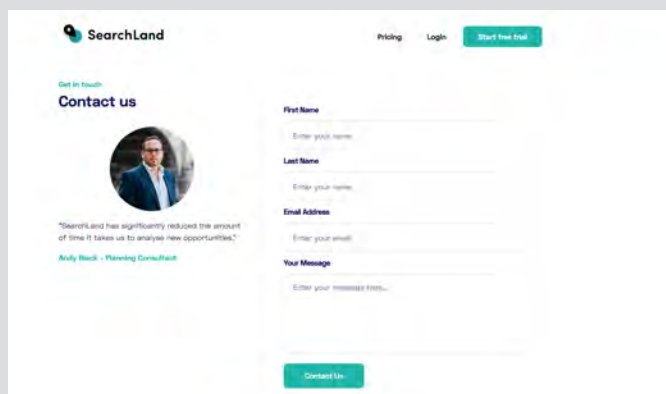 SearchLand
Pricing
Login
Start free trial
Get in touch
Contact us
"SearchLand has significantly reduced the amount
of time it takes us to analyse new opportunities."
Andy - Planning Consultant
First Name
Enter your name
Last Name
Enter your name
Email Address
Enter your email
Your Message
Enter your message here...
Contact Us